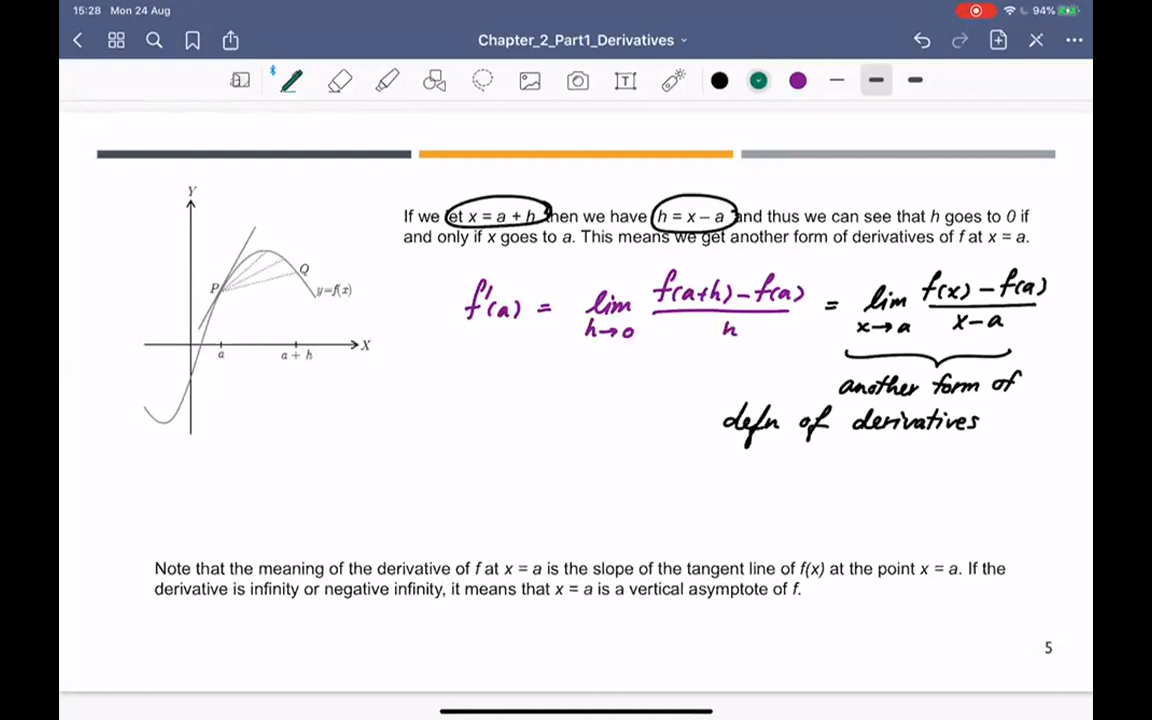 15:28 Mon 24 Aug
94%
Chapter_2_Part1_Derivatives
T
Y
P
Q
y=f(x)
a
a + h
X
If we let x = a + h then we have h = x – a and thus we can see that h goes to 0 if
and only if x goes to a. This means we get another form of derivatives of f at x = a.
f'(a) = lim h→0 f(a+h)-f(a) / h = lim x→a f(x)-f(a) / x-a
another form of
defn of derivatives
Note that the meaning of the derivative of f at x = a is the slope of the tangent line of f(x) at the point x = a. If the
derivative is infinity or negative infinity, it means that x = a is a vertical asymptote of f.
5